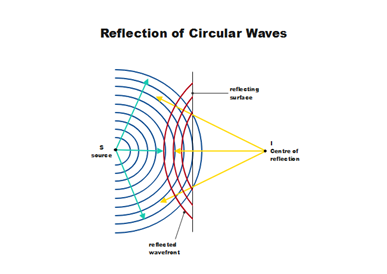 Reflection of Circular Waves
reflecting
surface
S
source
I
Centre of
reflection
reflected
wavefront